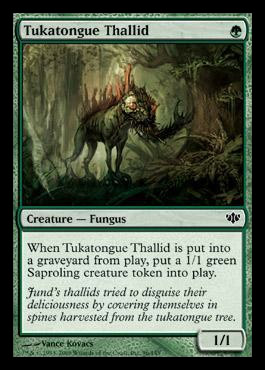 Tukatongue Thallid
Creature — Fungus
When Tukatongue Thallid is put into
a graveyard from play, put a 1/1 green
Saproling creature token into play.
Jund's thallids tried to disguise their
deliciousness by covering themselves in
spines harvested from the tukatongue tree.
Vance Kovacs
1/1